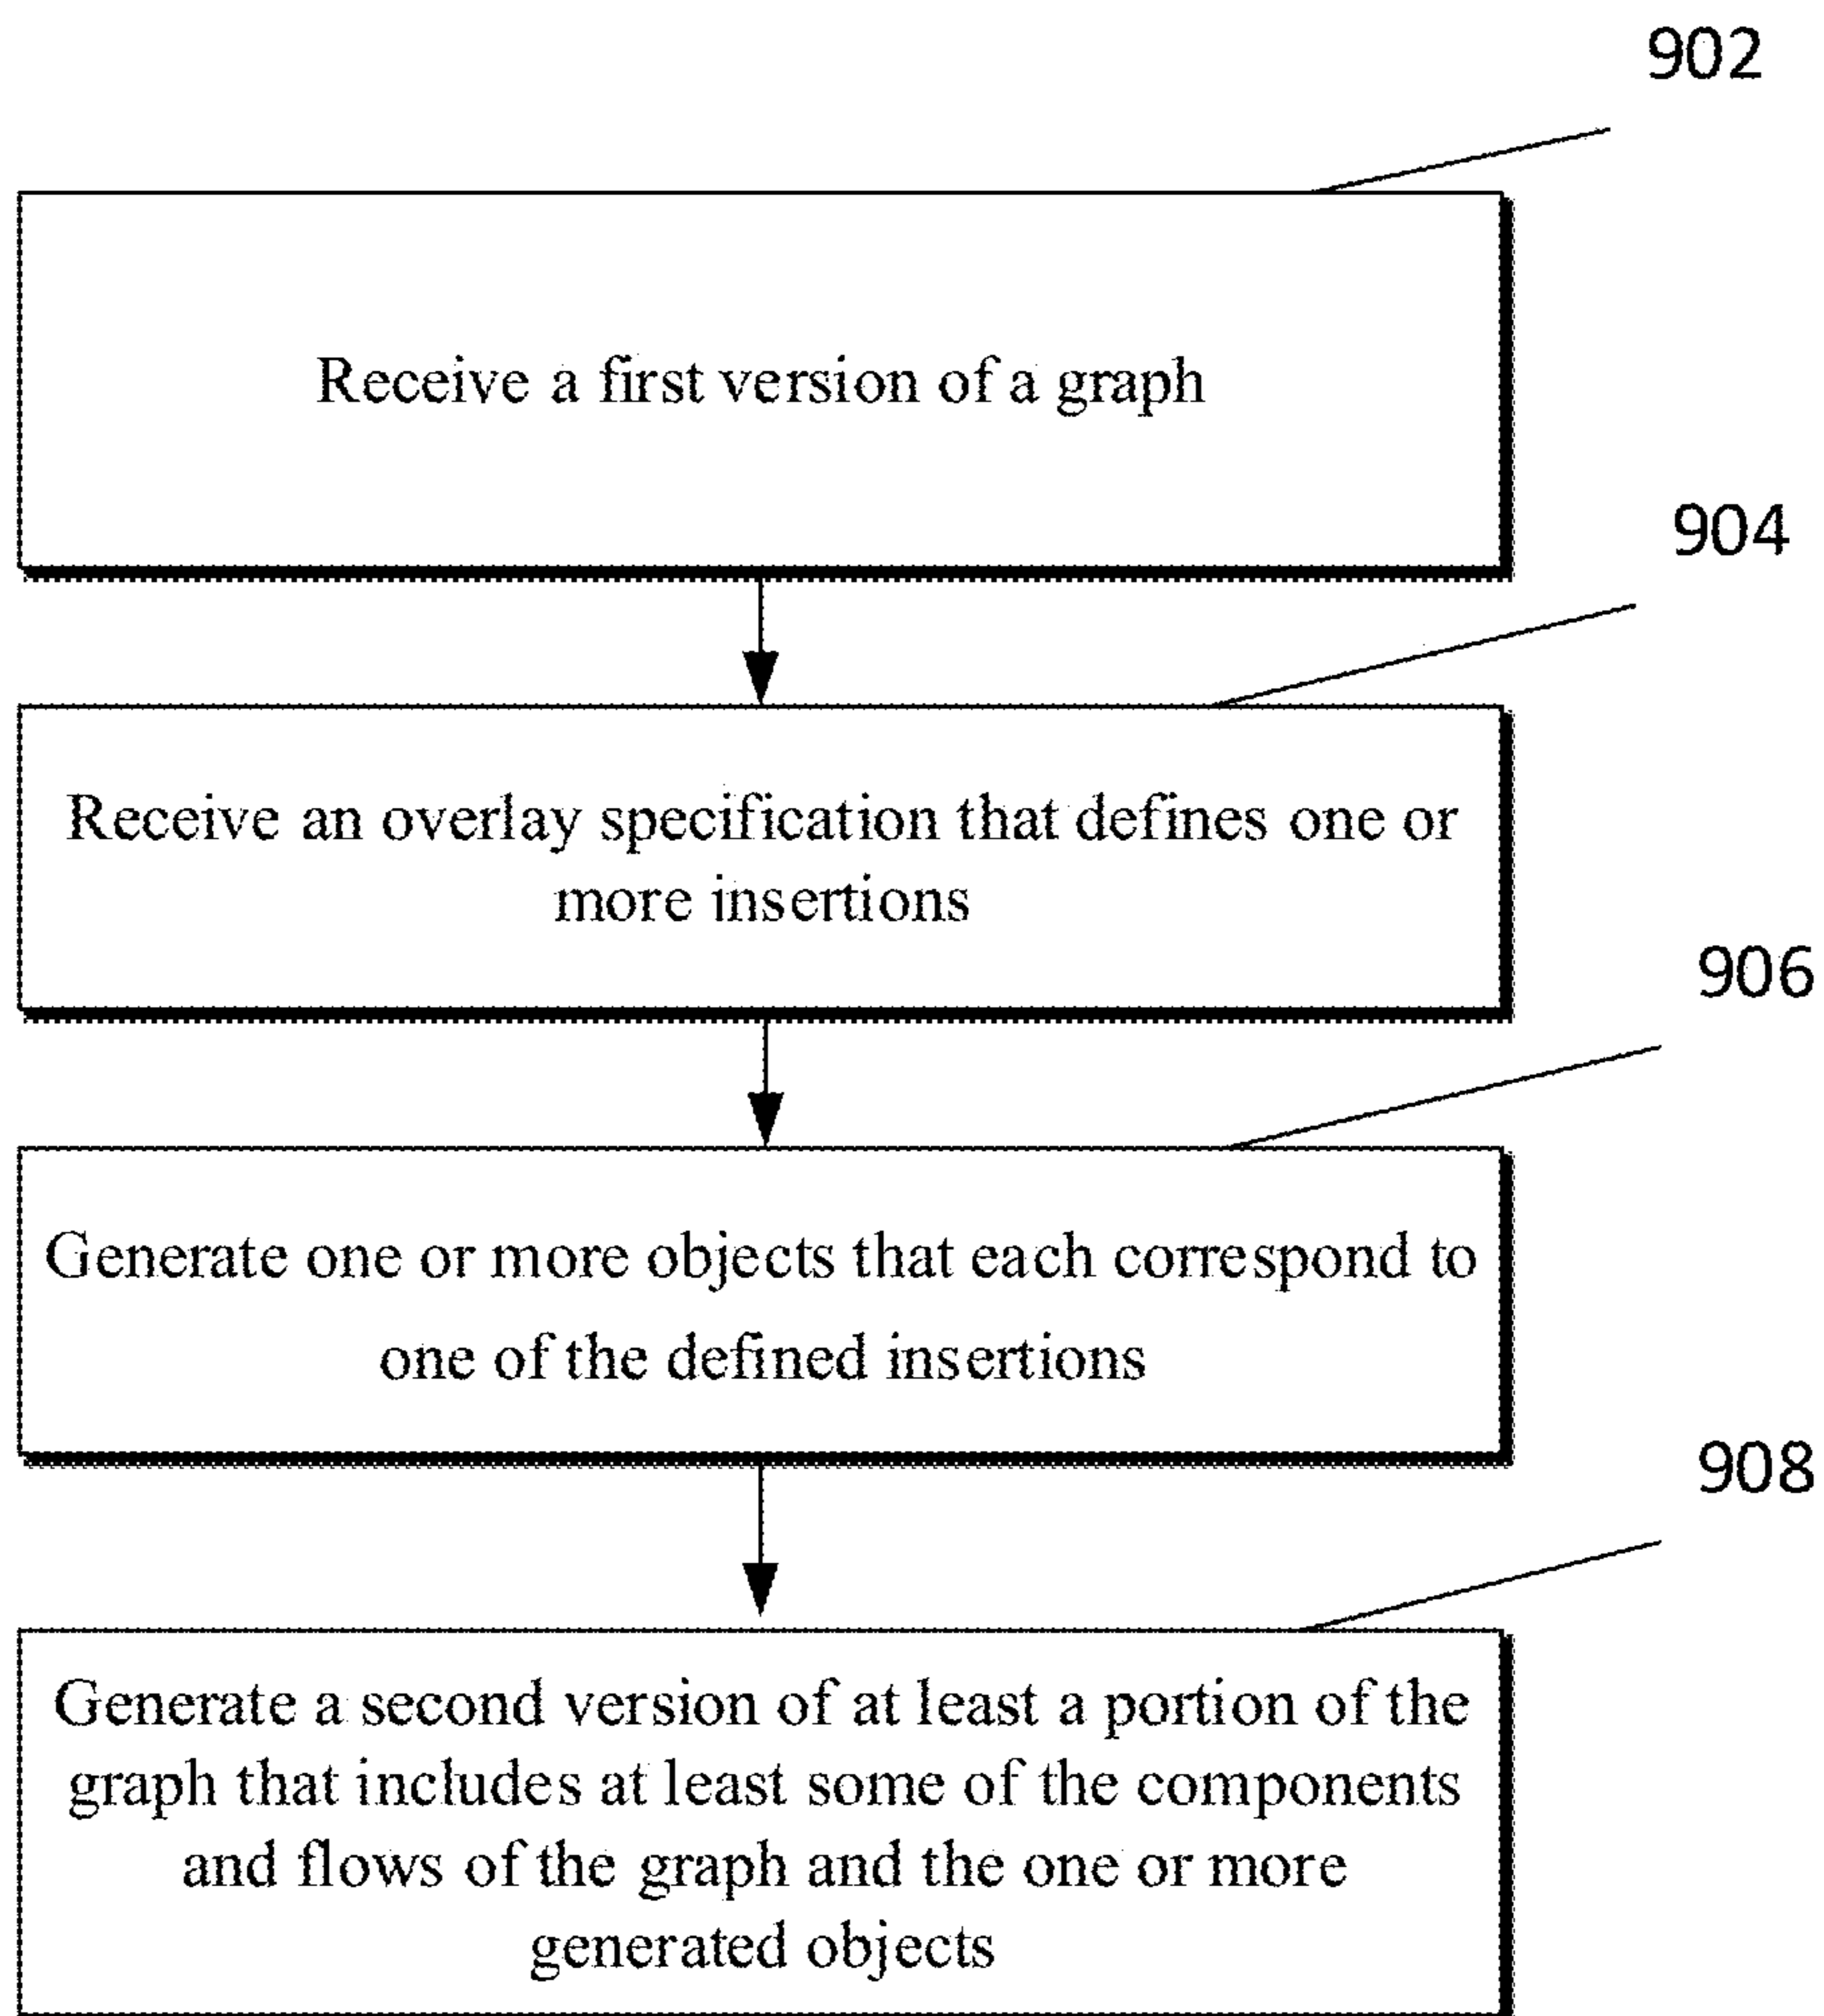 902
Receive a first version of a graph
904
Receive an overlay specification that defines one or
more insertions
906
Generate one or more objects that each correspond to
one of the defined insertions
908
Generate a second version of at least a portion of the
graph that includes at least some of the components
and flows of the graph and the one or more
generated objects